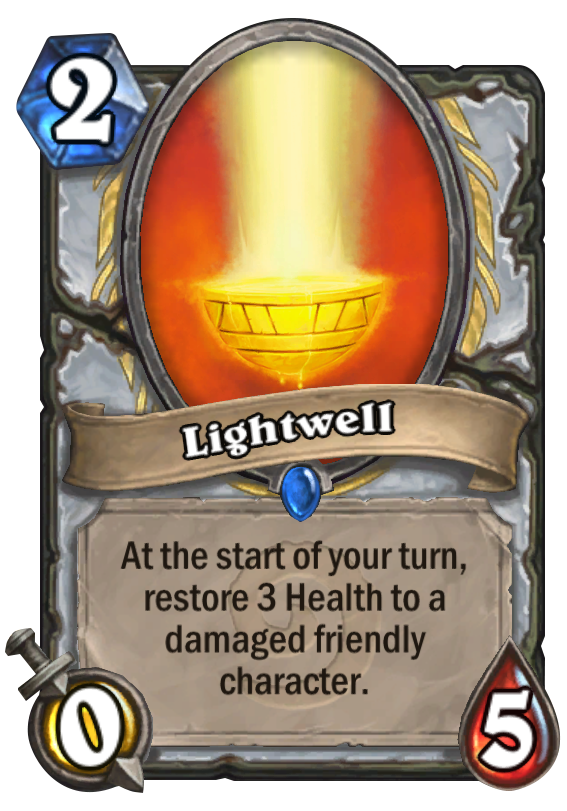 2
Lightwell
At the start of your turn,
restore 3 Health to a
damaged friendly
character.
0
5